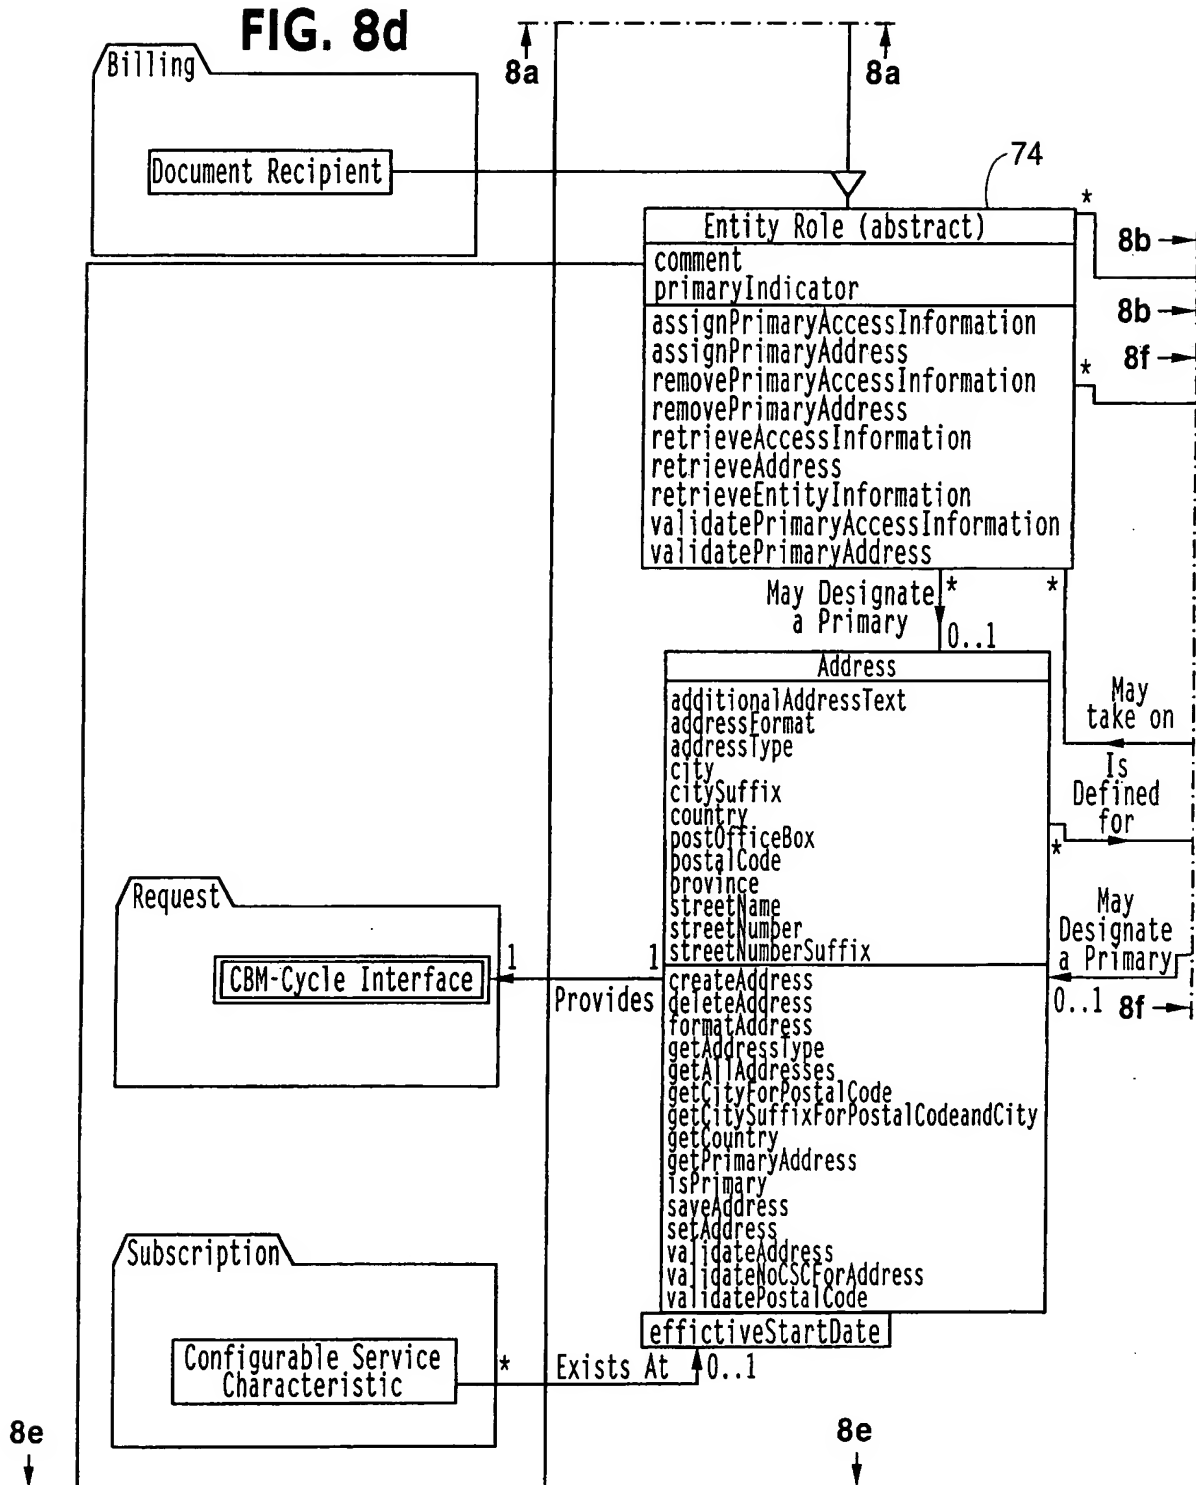 FIG. 8d
8a
8a
Billing
Document Recipient
74
*
Entity Role (abstract)
8b
comment
primaryIndicator
8b
assignPrimaryAccessInformation
assignPrimaryAddress
8f
removePrimaryAccessInformation
*
removePrimaryAddress
retrieveAccessInformation
retrieveAddress
retrieveEntityInformation
validatePrimaryAccessInformation
validatePrimaryAddress
May Designate
a Primary
*
*
0..1
Address
additionalAddressText
addressFormat
addressType
city
citySuffix
country
postOfficeBox
postalCode
province
streetName
streetNumber
streetNumberSuffix
May
take on
Is
Defined
for
*
May
Designate
a Primary
0..1
8f
Request
CBM-Cycle Interface
1
1
Provides
createAddress
deleteAddress
formatAddress
getAddressType
getAllAddresses
getCityForPostalCode
getCitySuffixForPostalCodeandCity
getCountry
getPrimaryAddress
isPrimary
saveAddress
setAddress
validateAddress
validateNoCSCForAddress
validatePostalCode
effictiveStartDate
Subscription
Configurable Service
Characteristic
*
Exists At
0..1
8e
8e